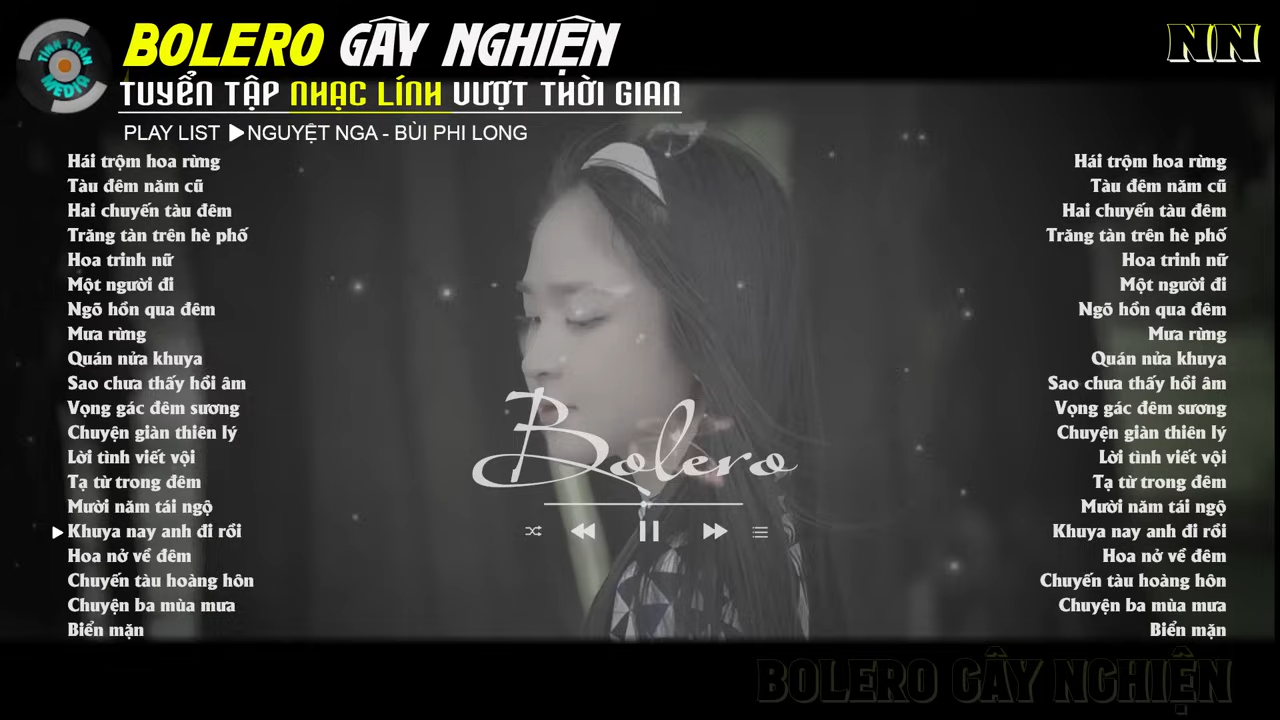 TÌNH TRẦN
MEDIA
BOLERO GÂY NGHIỆN
NN
TUYỂN TẬP NHẠC LÍNH VƯỢT THỜI GIAN
PLAY LIST NGUYỆT NGA - BÙI PHI LONG
Hái trộm hoa rừng
Tàu đêm năm cũ
Hai chuyến tàu đêm
Trăng tàn trên hè phố
Hoa trinh nữ
Một người đi
Ngõ hồn qua đêm
Mưa rừng
Quán nửa khuya
Sao chưa thấy hồi âm
Vọng gác đêm sương
Chuyện giàn thiên lý
Lời tình viết vội
Tạ từ trong đêm
Mười năm tái ngộ
Khuya nay anh đi rồi
Hoa nở về đêm
Chuyến tàu hoàng hôn
Chuyện ba mùa mưa
Biển mặn
Bolero
Hái trộm hoa rừng
Tàu đêm năm cũ
Hai chuyến tàu đêm
Trăng tàn trên hè phố
Hoa trinh nữ
Một người đi
Ngõ hồn qua đêm
Mưa rừng
Quán nửa khuya
Sao chưa thấy hồi âm
Vọng gác đêm sương
Chuyện giàn thiên lý
Lời tình viết vội
Tạ từ trong đêm
Mười năm tái ngộ
Khuya nay anh đi rồi
Hoa nở về đêm
Chuyến tàu hoàng hôn
Chuyện ba mùa mưa
Biển mặn
BOLERO GÂY NGHIỆN